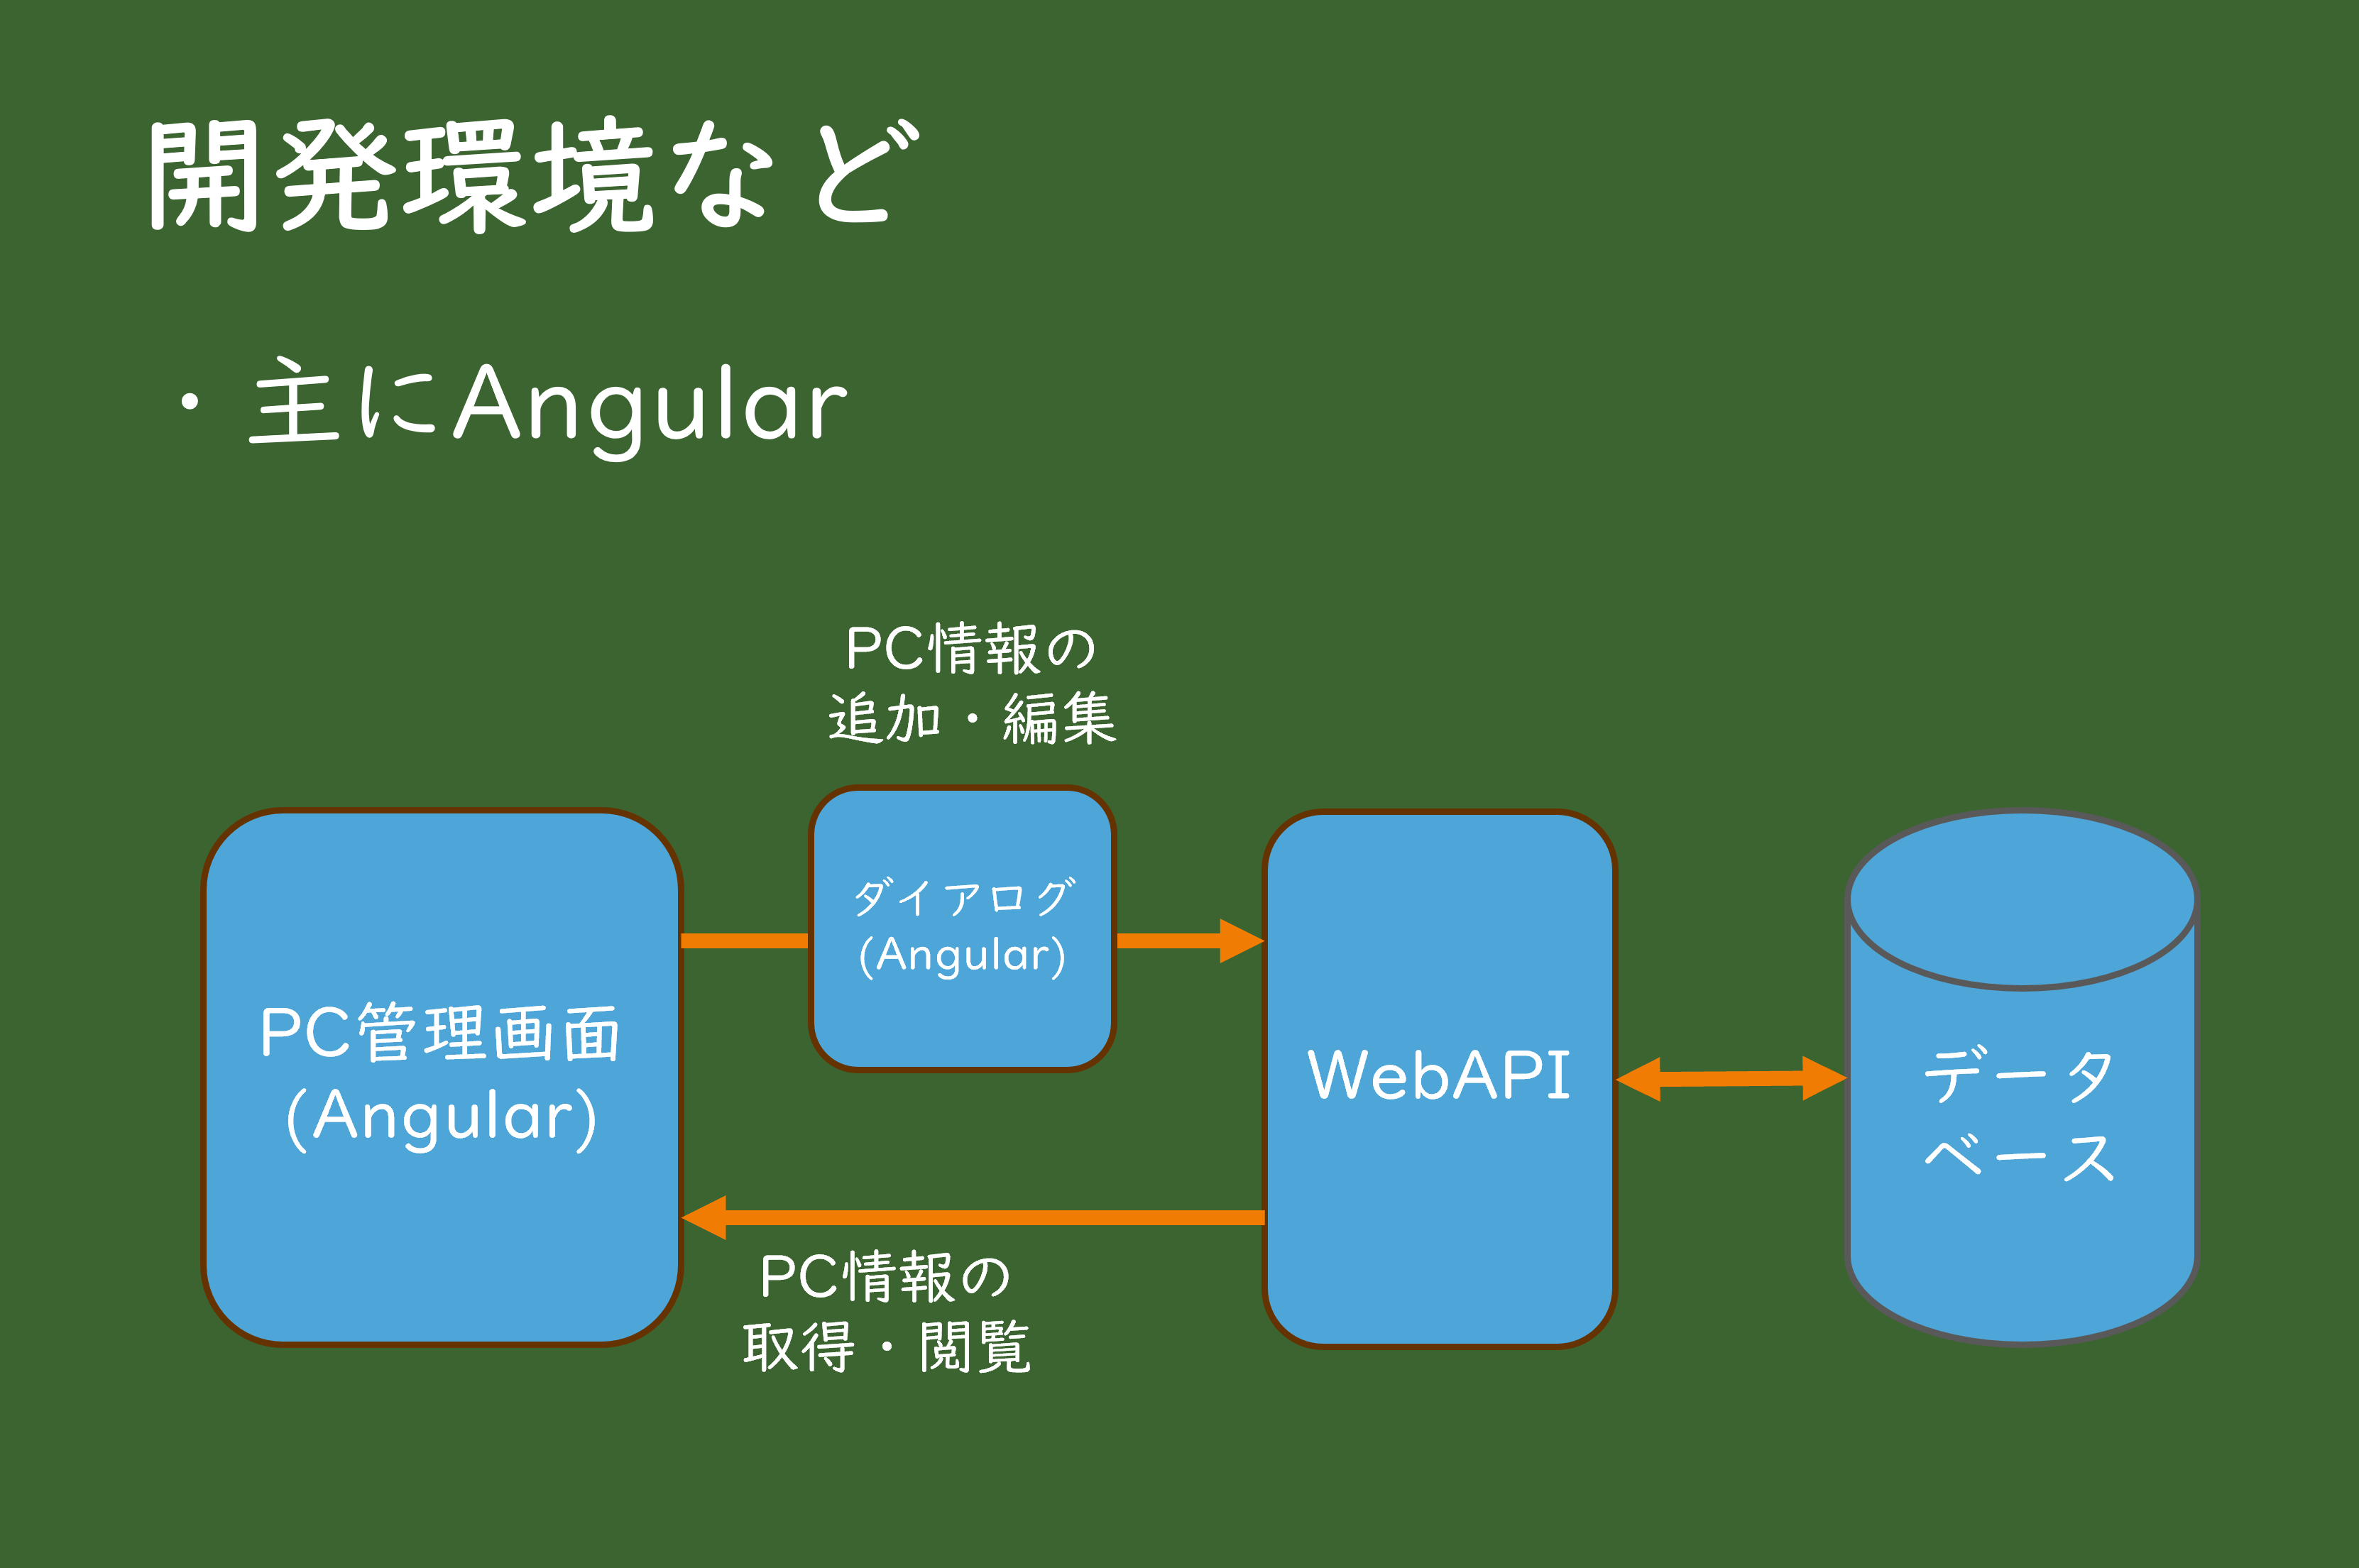 開発環境など
・主にAngular
PC情報の
追加・編集
ダイアログ
(Angular)
PC管理画面
(Angular)
WebAPI
データ
ベース
PC情報の
取得・閲覧